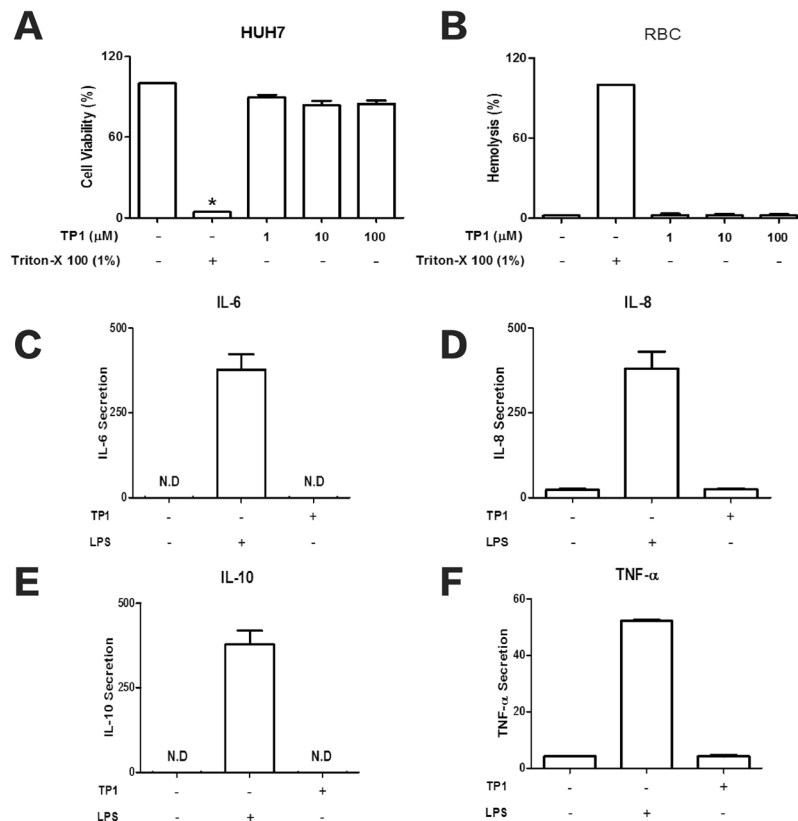 A
HUH7
Cell Viability (%)
120
60
0
*
TP1 (μM) - - 1 10 100
Triton-X 100 (1%) - + - - -
B
RBC
Hemolysis (%)
120
60
0
TP1 (μM) - - 1 10 100
Triton-X 100 (1%) - + - - -
C
IL-6
IL-6 Secretion
500
250
0
N.D N.D
TP1 - - +
LPS - + -
D
IL-8
IL-8 Secretion
500
250
0
TP1 - - +
LPS - + -
E
IL-10
IL-10 Secretion
500
250
0
N.D N.D
TP1 - - +
LPS - + -
F
TNF-α
TNF-α Secretion
60
40
20
0
TP1 - - +
LPS - + -